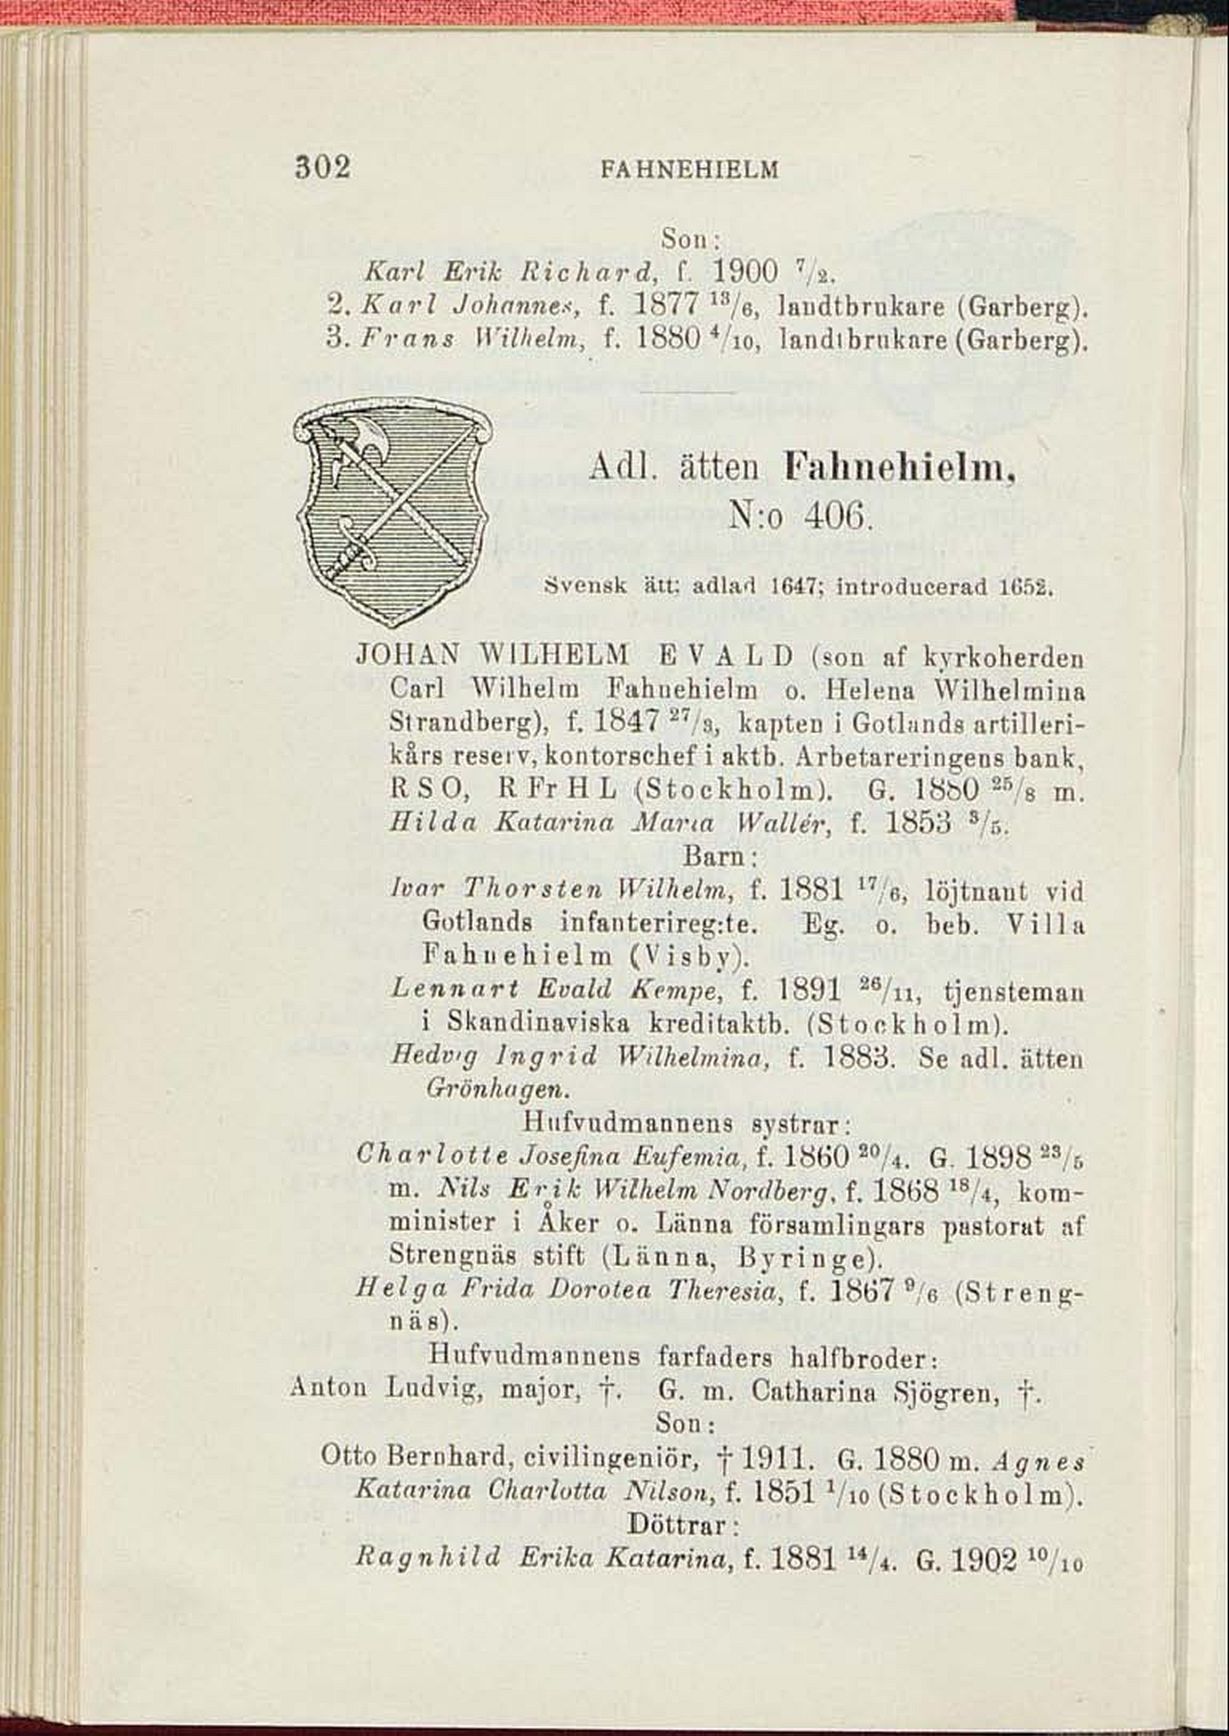 302 FAHNEHIELM
Son:
Karl Erik Richard, f. 1900 7/2.
2. Karl Johannes, f. 1877 13/6, landtbrukare (Garberg).
3. Frans Wilhelm, f. 1880 4/10, landtbrukare (Garberg).
Adl. ätten Fahnehielm,
N:o 406.
Svensk ätt; adlad 1647; introducerad 1652.
JOHAN WILHELM EVALD (son af kyrkoherden
Carl Wilhelm Fahnehielm o. Helena Wilhelmina
Strandberg), f. 1847 27/3, kapten i Gotlands artilleri-
kårs reserv, kontorschef i aktb. Arbetareringens bank,
RSO, RFrHL (Stockholm). G. 1880 25/8 m.
Hilda Katarina Maria Wallér, f. 1853 3/5.
Barn:
Ivar Thorsten Wilhelm, f. 1881 17/6, löjtnant vid
Gotlands infanterireg:te. Eg. o. beb. Villa
Fahnehielm (Visby).
Lennart Evald Kempe, f. 1891 26/11, tjensteman
i Skandinaviska kreditaktb. (Stockholm).
Hedvig Ingrid Wilhelmina, f. 1883. Se adl. ätten
Grönhagen.
Hufvudmannens systrar:
Charlotte Josefina Eufemia, f. 1860 20/4. G. 1898 23/5
m. Nils Erik Wilhelm Nordberg, f. 1868 18/4, kom-
minister i Åker o. Länna församlingars pastorat af
Strengnäs stift (Länna, Byringe).
Helga Frida Dorotea Theresia, f. 1867 9/6 (Streng-
näs).
Hufvudmannens farfaders halfbroder:
Anton Ludvig, major, †. G. m. Catharina Sjögren, †.
Son:
Otto Bernhard, civilingeniör, † 1911. G. 1880 m. Agnes
Katarina Charlotta Nilson, f. 1851 1/10 (Stockholm).
Döttrar:
Ragnhild Erika Katarina, f. 1881 14/4. G. 1902 10/10